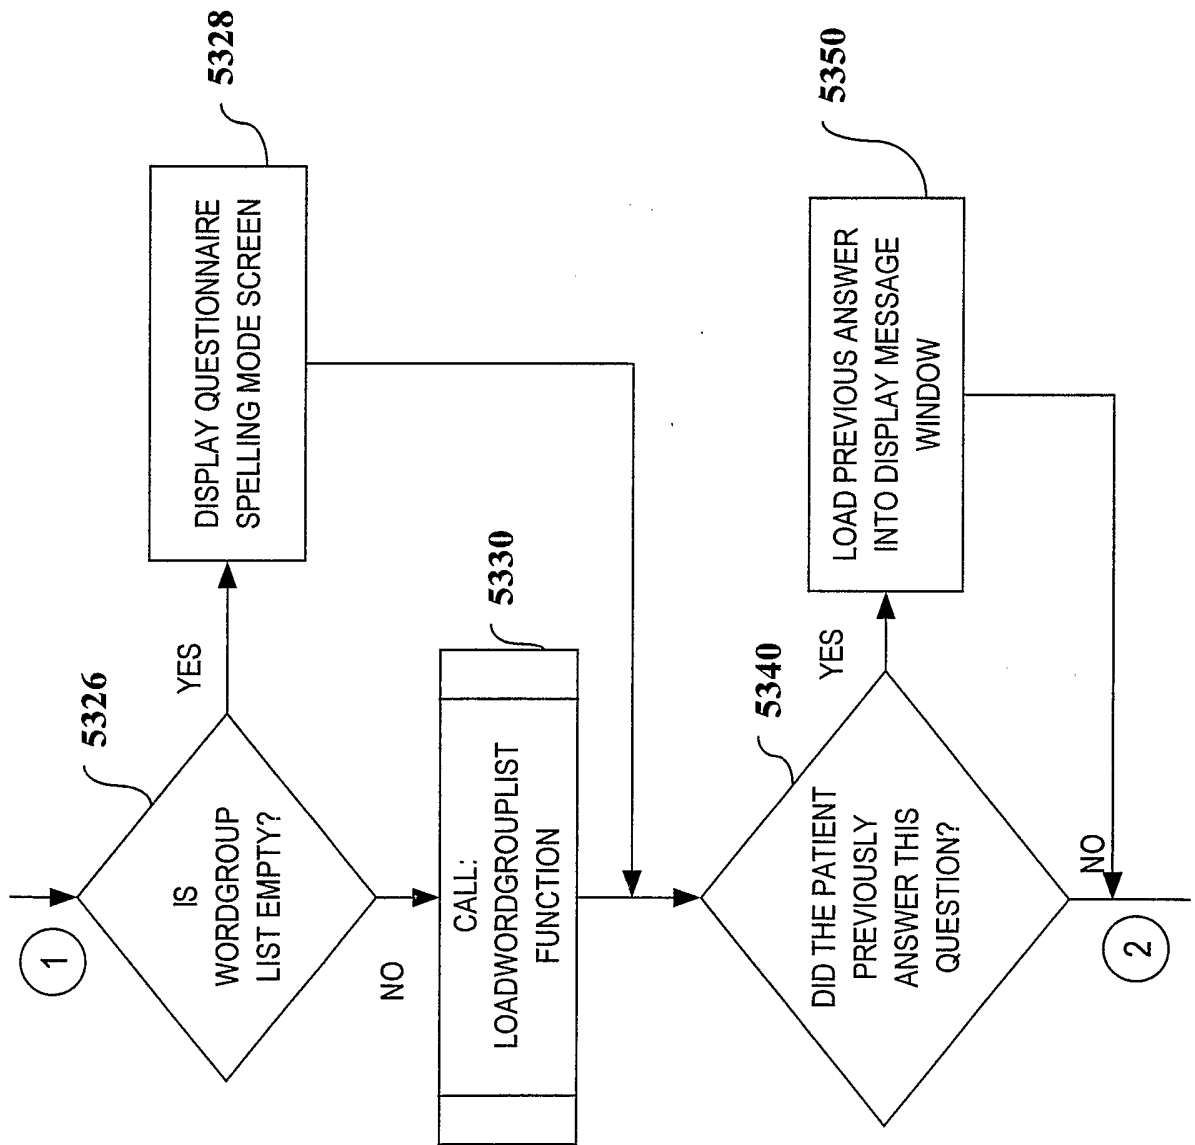 1
5326
IS
WORDGROUP
LIST EMPTY?
YES
5328
DISPLAY QUESTIONNAIRE
SPELLING MODE SCREEN
NO
5330
CALL:
LOADWORDGROUPLIST
FUNCTION
5340
DID THE PATIENT
PREVIOUSLY
ANSWER THIS
QUESTION?
YES
5350
LOAD PREVIOUS ANSWER
INTO DISPLAY MESSAGE
WINDOW
NO
2